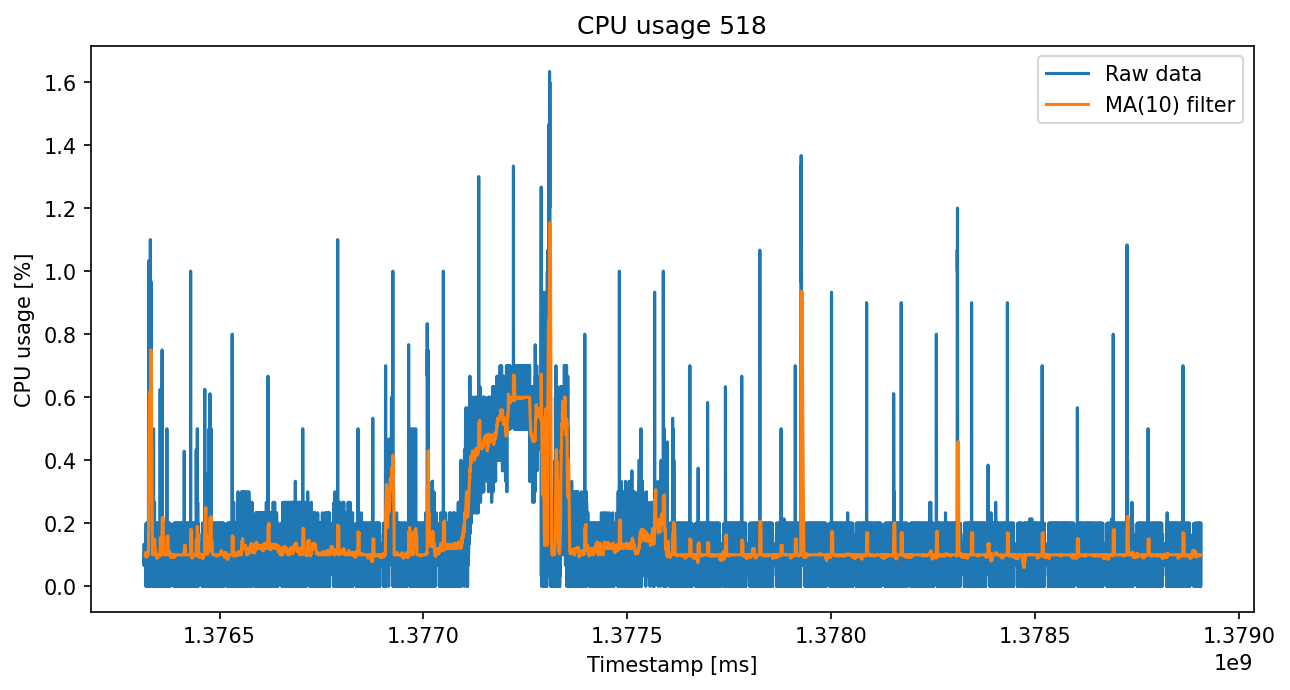 CPU usage 518
Raw data
MA(10) filter
CPU usage [%]
1.6
1.4
1.2
1.0
0.8
0.6
0.4
0.2
0.0
1.3765 1.3770 1.3775 1.3780 1.3785 1.3790
1e9
Timestamp [ms]